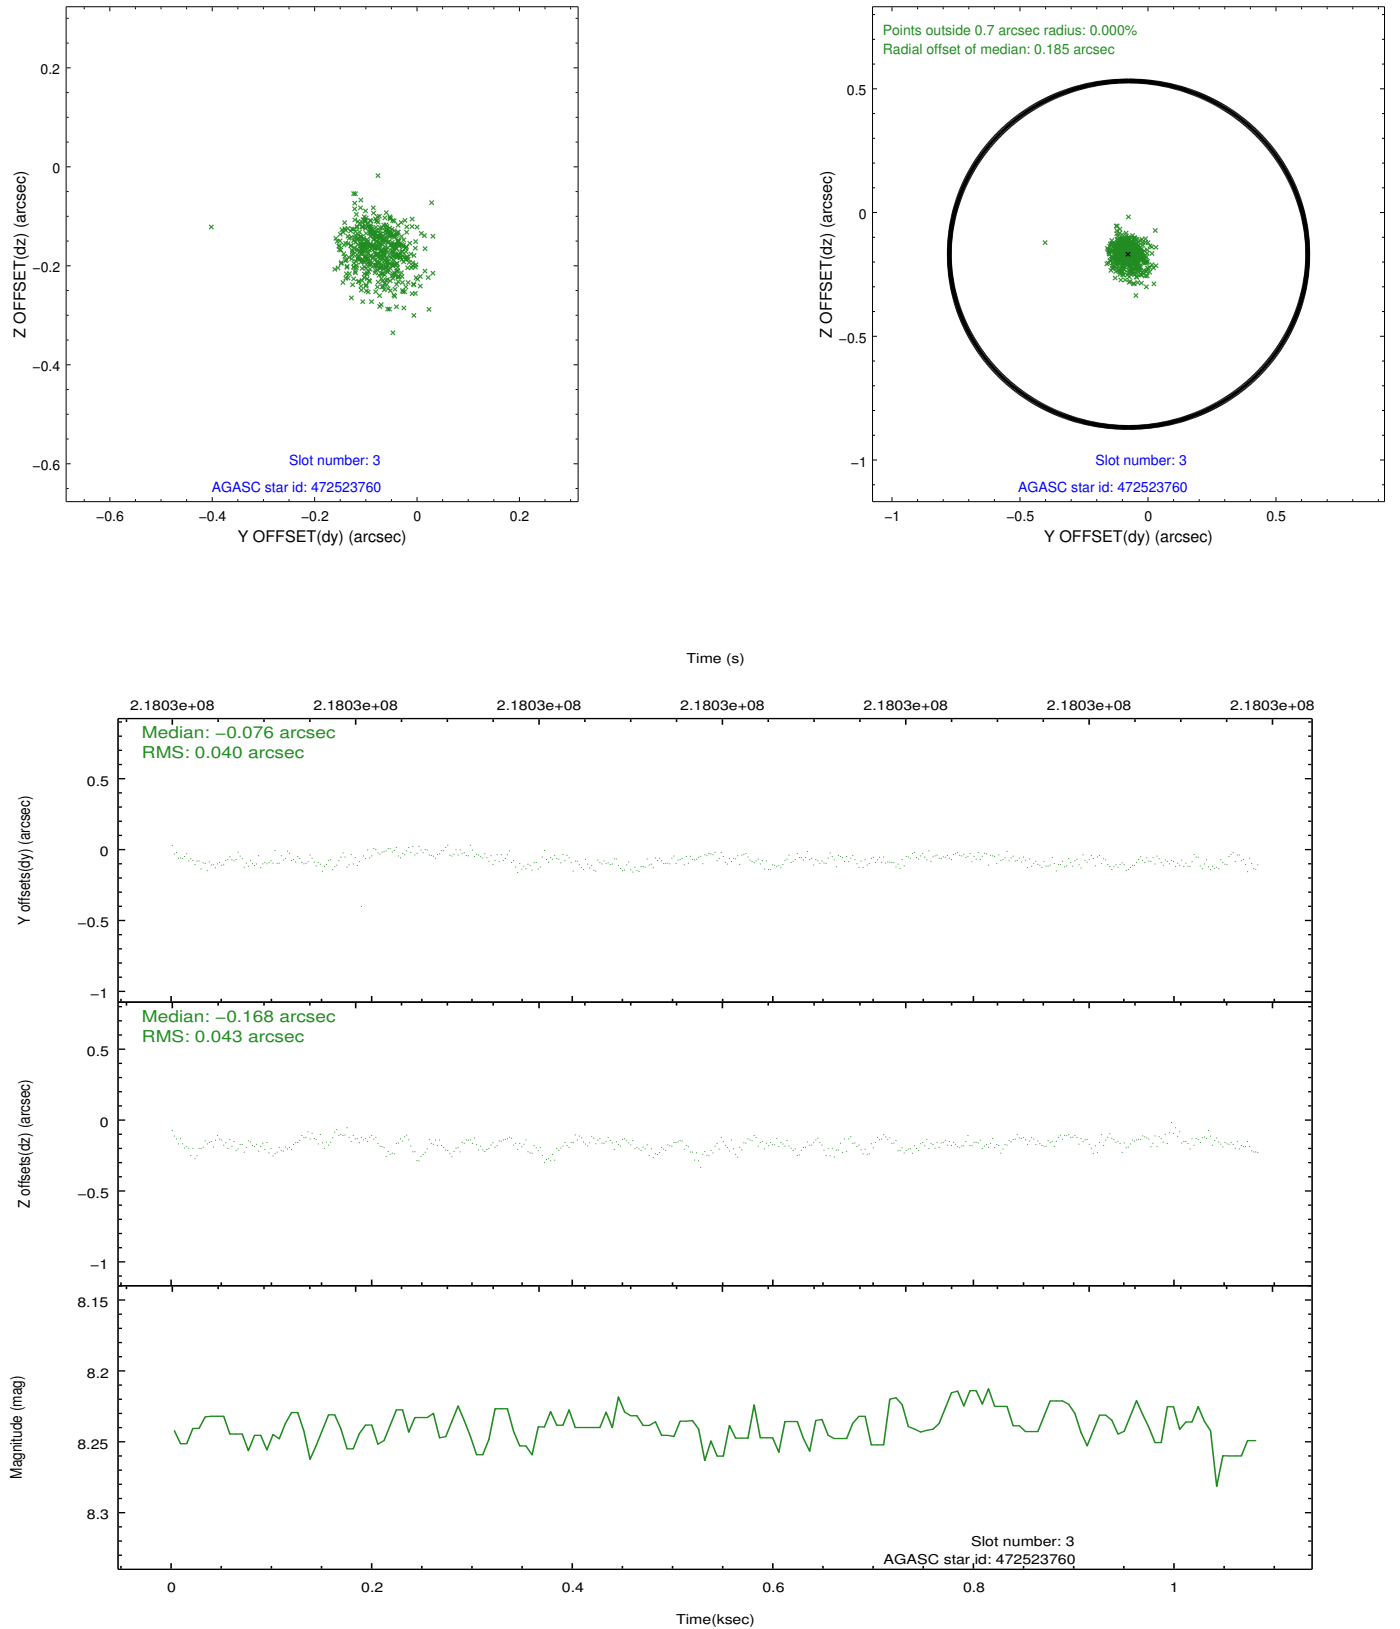 0.2
0
−0.2
−0.4
−0.6
Z OFFSET(dz) (arcsec)
Slot number: 3
AGASC star id: 472523760
−0.6 −0.4 −0.2 0 0.2
Y OFFSET(dy) (arcsec)
Points outside 0.7 arcsec radius: 0.000%
Radial offset of median: 0.185 arcsec
0.5
0
−0.5
−1
Z OFFSET(dz) (arcsec)
Slot number: 3
AGASC star id: 472523760
−1 −0.5 0 0.5
Y OFFSET(dy) (arcsec)
Time (s)
2.1803e+08 2.1803e+08 2.1803e+08 2.1803e+08 2.1803e+08 2.1803e+08 2.1803e+08
Median: −0.076 arcsec
RMS: 0.040 arcsec
0.5
0
−0.5
−1
Y offsets(dy) (arcsec)
Median: −0.168 arcsec
RMS: 0.043 arcsec
0.5
0
−0.5
−1
Z offsets(dz) (arcsec)
8.15
8.2
8.25
8.3
Magnitude (mag)
Slot number: 3
AGASC star id: 472523760
0 0.2 0.4 0.6 0.8 1
Time(ksec)